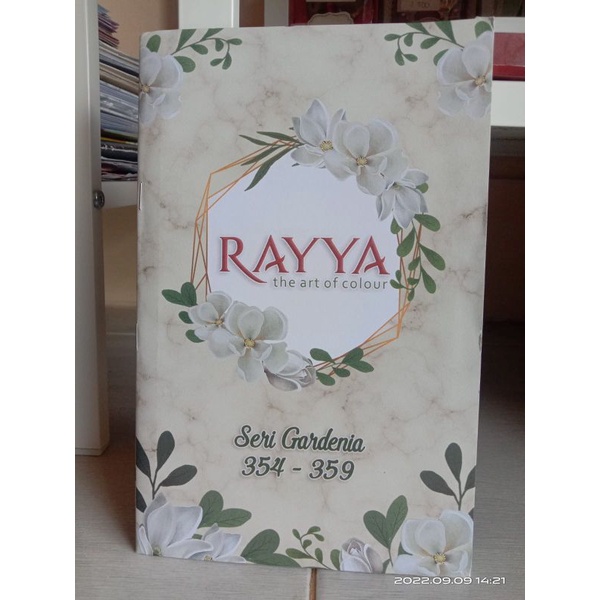 RAYYA
the art of colour
Seri Gardenia
354 - 359
2022.09.09 14:21